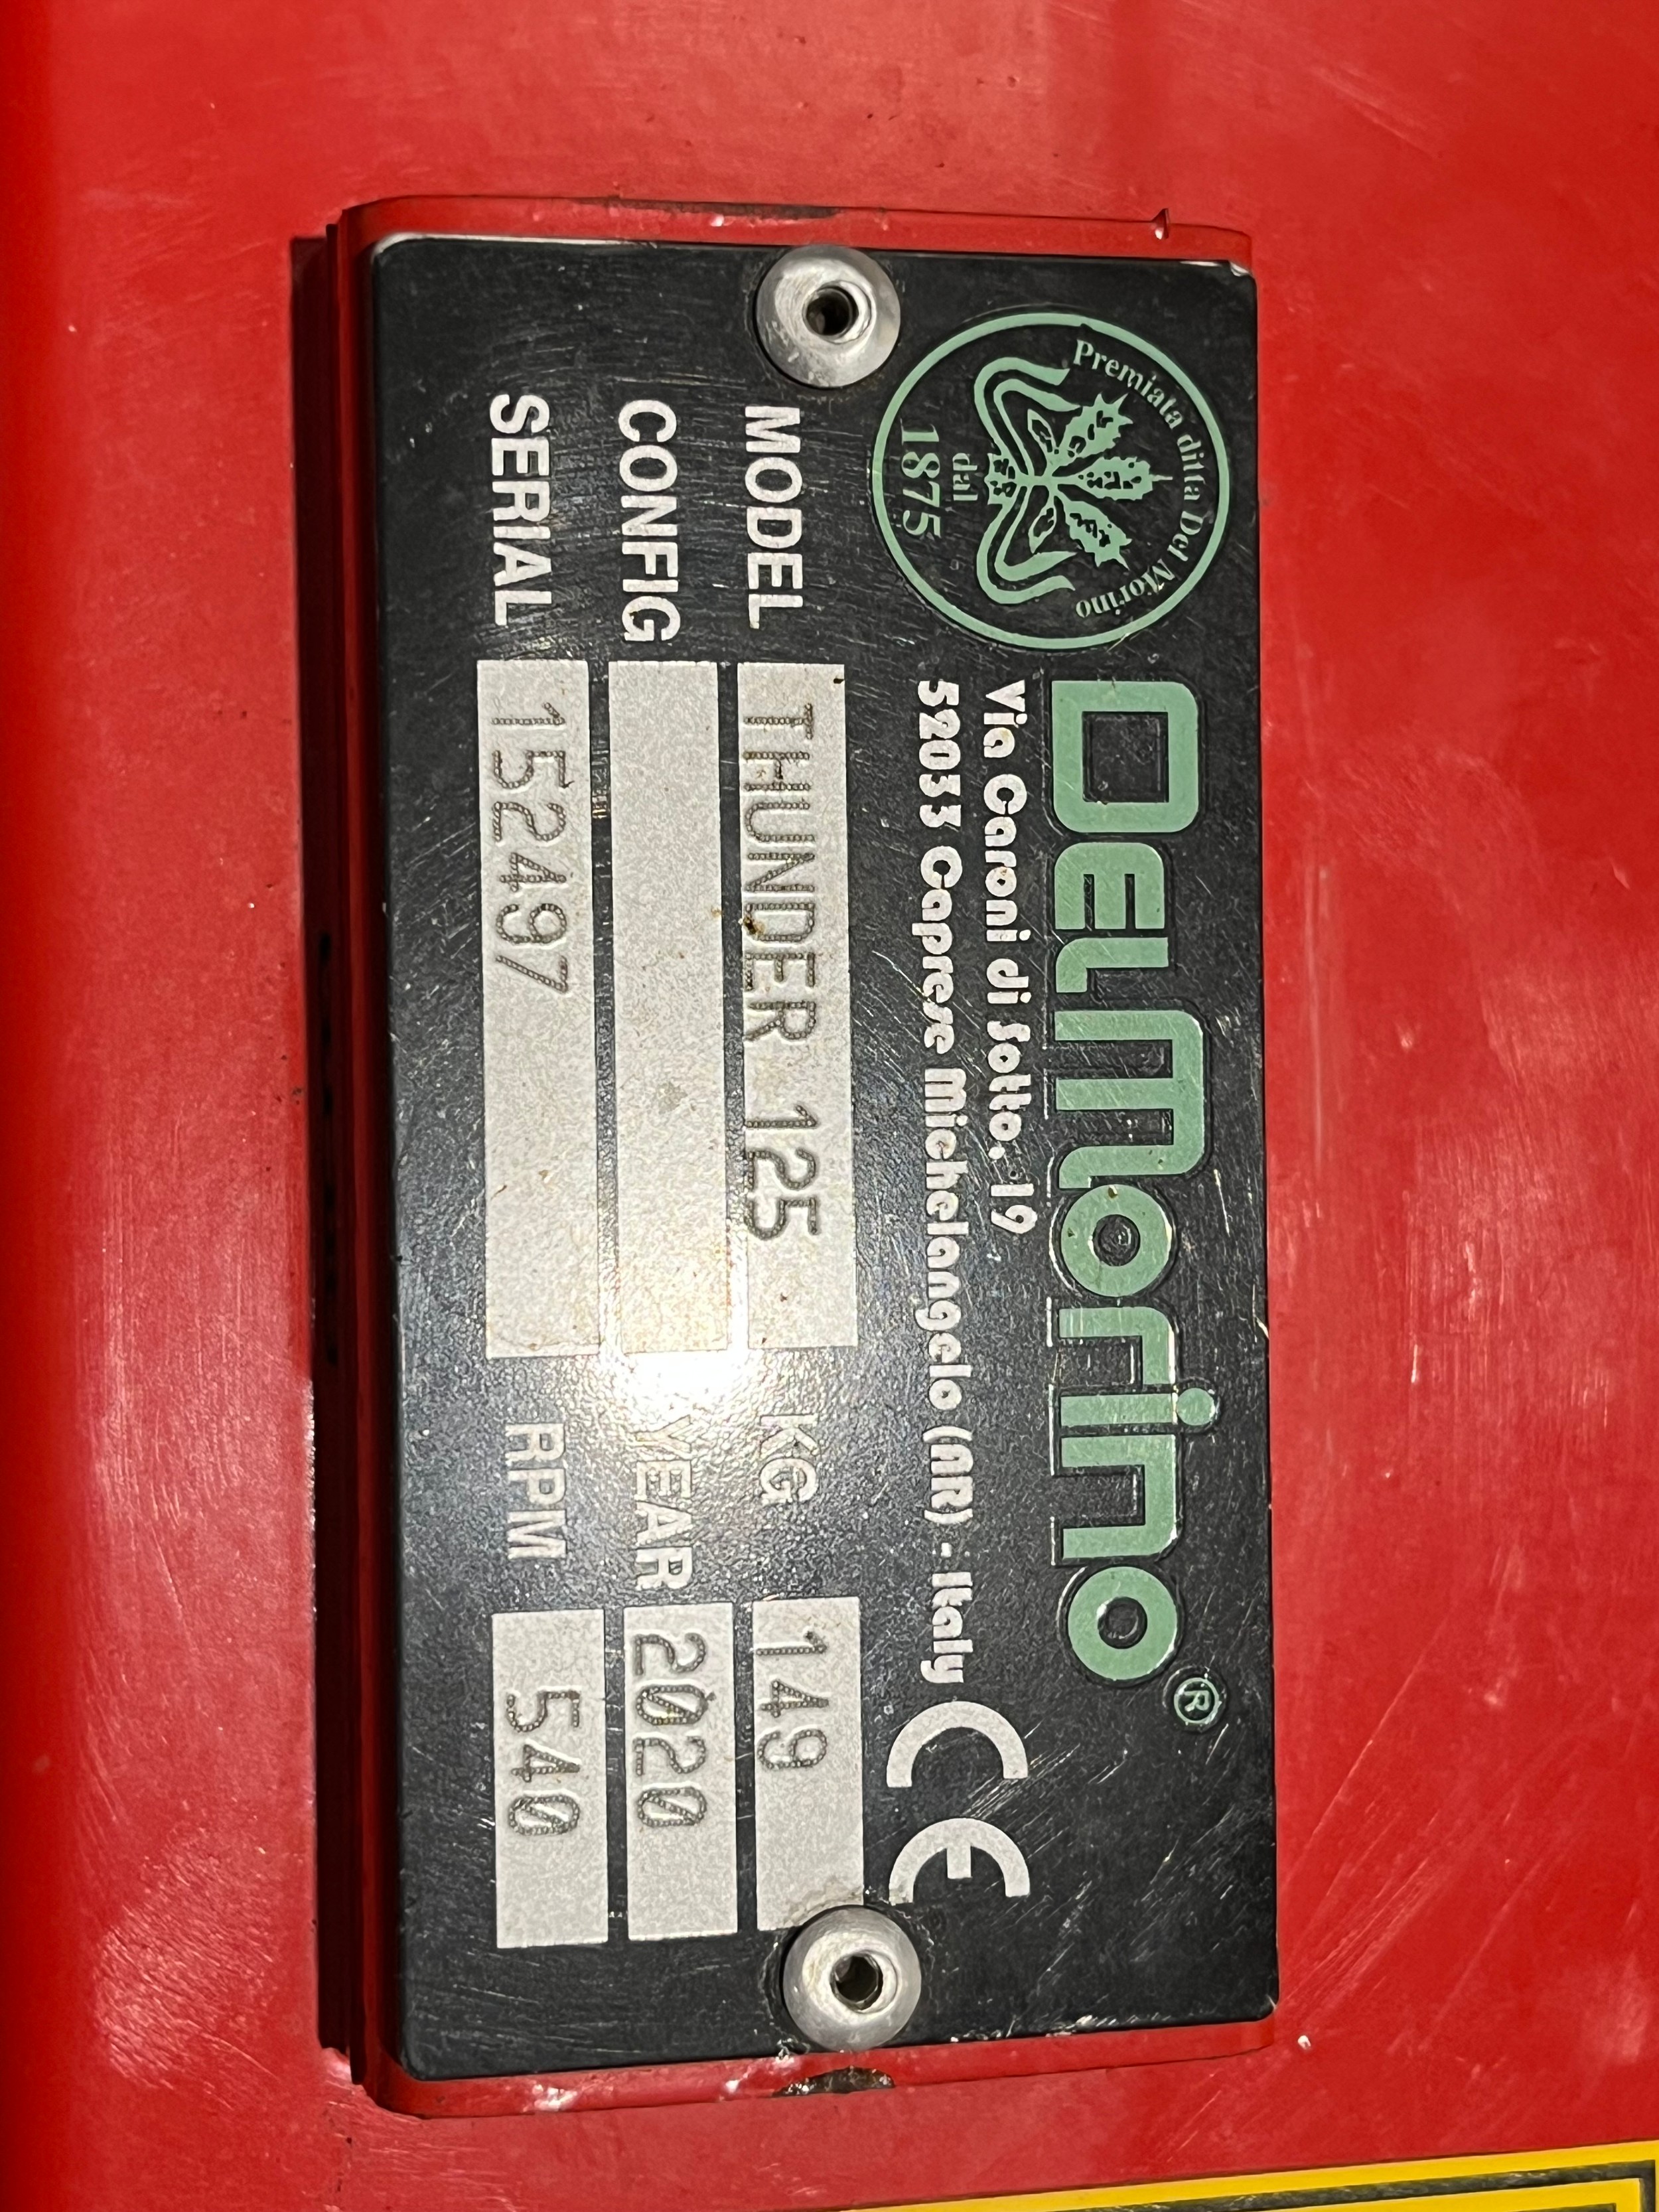 Premiata ditta Del Morino
dal
1875
DELMorino®
Via Caroni di Sotto, 19
52033 Caprese Michelangelo (AR) - Italy CE
MODEL THUNDER 125 KG 149
CONFIG YEAR 2020
SERIAL 152497 RPM 540